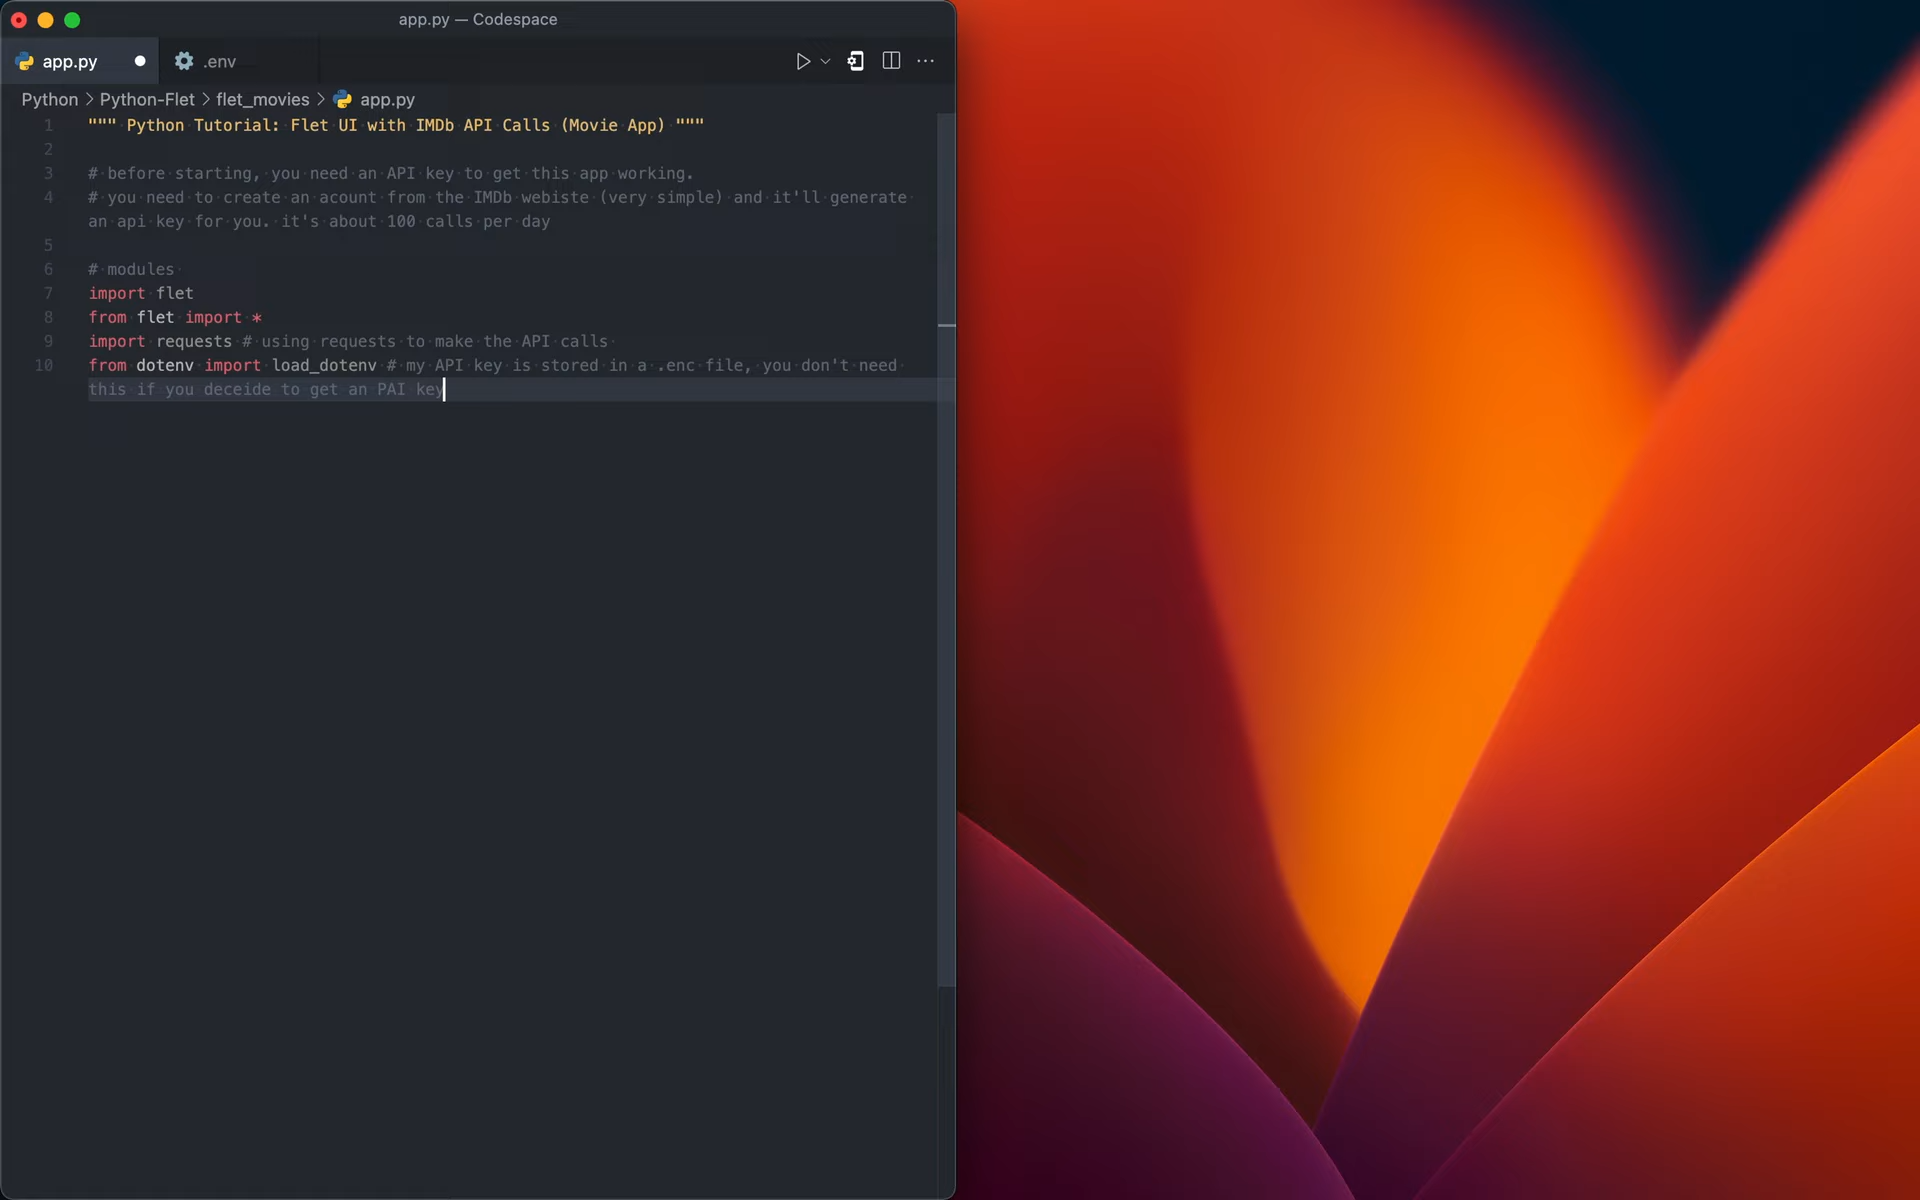 app.py — Codespace
app.py .env
Python > Python-Flet > flet_movies > app.py
1 """ Python Tutorial: Flet UI with IMDb API Calls (Movie App) """
2
3 # before starting, you need an API key to get this app working.
4 # you need to create an acount from the IMDb webiste (very simple) and it'll generate
an api key for you. it's about 100 calls per day
5
6 # modules
7 import flet
8 from flet import *
9 import requests # using requests to make the API calls
10 from dotenv import load_dotenv # my API key is stored in a .enc file, you don't need
this if you deceide to get an PAI key